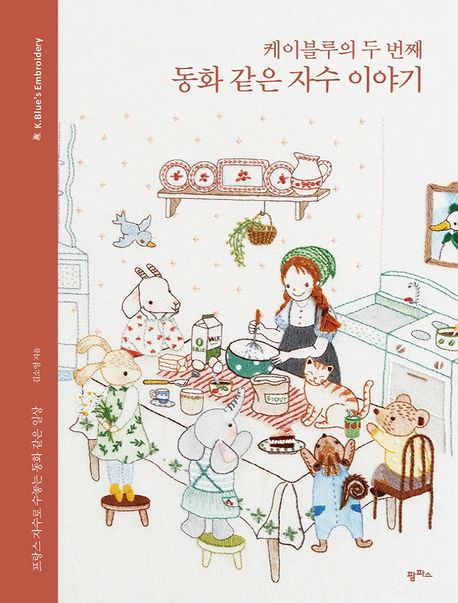 케이블루의 두 번째
동화 같은 자수 이야기
自 K.Blue's Embroidery
김소영 지음
프랑스 자수로 수놓는 동화 같은 일상
MILK
FLOUR
팜파스